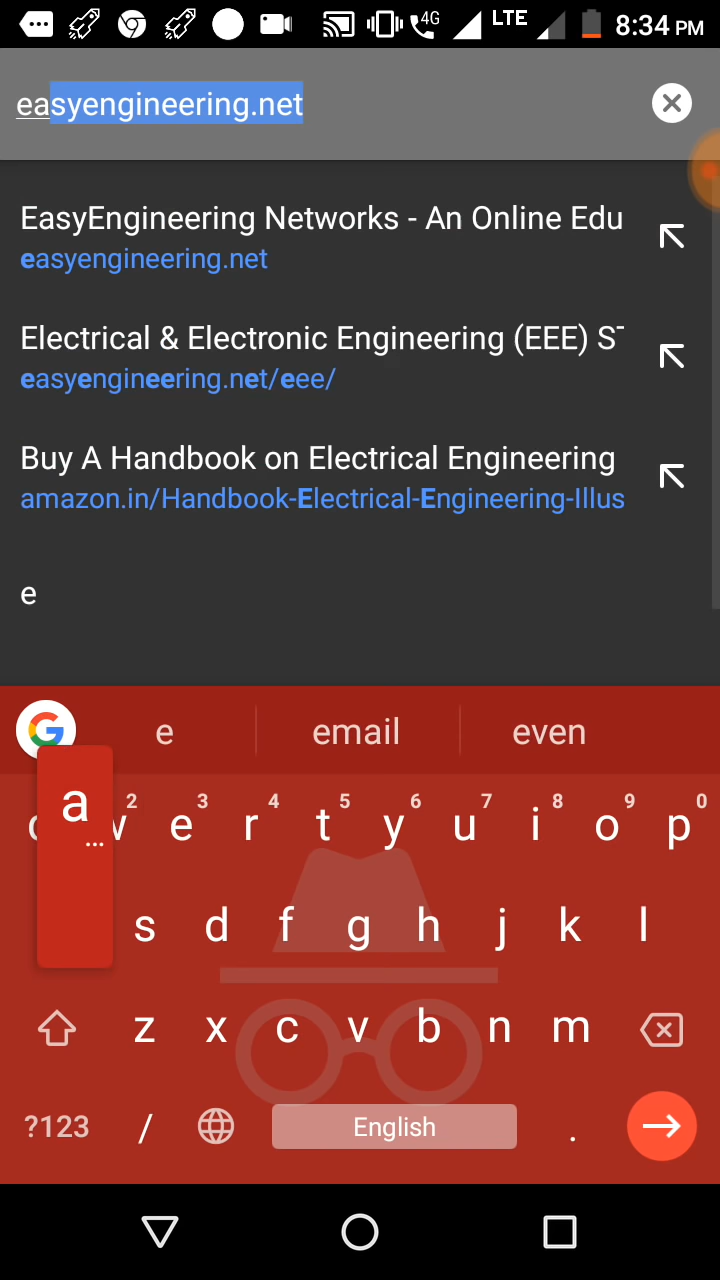 4G LTE 8:34 PM
easyengineering.net
EasyEngineering Networks - An Online Edu
easyengineering.net
Electrical & Electronic Engineering (EEE)
easyengineering.net/eee/
Buy A Handbook on Electrical Engineering
amazon.in/Handbook-Electrical-Engineering-Illus
e
G e email even
2 3 4 5 6 7 8 9 0
a e r t y u i o p
s d f g h j k l
z x c v b n m
?123 / English .